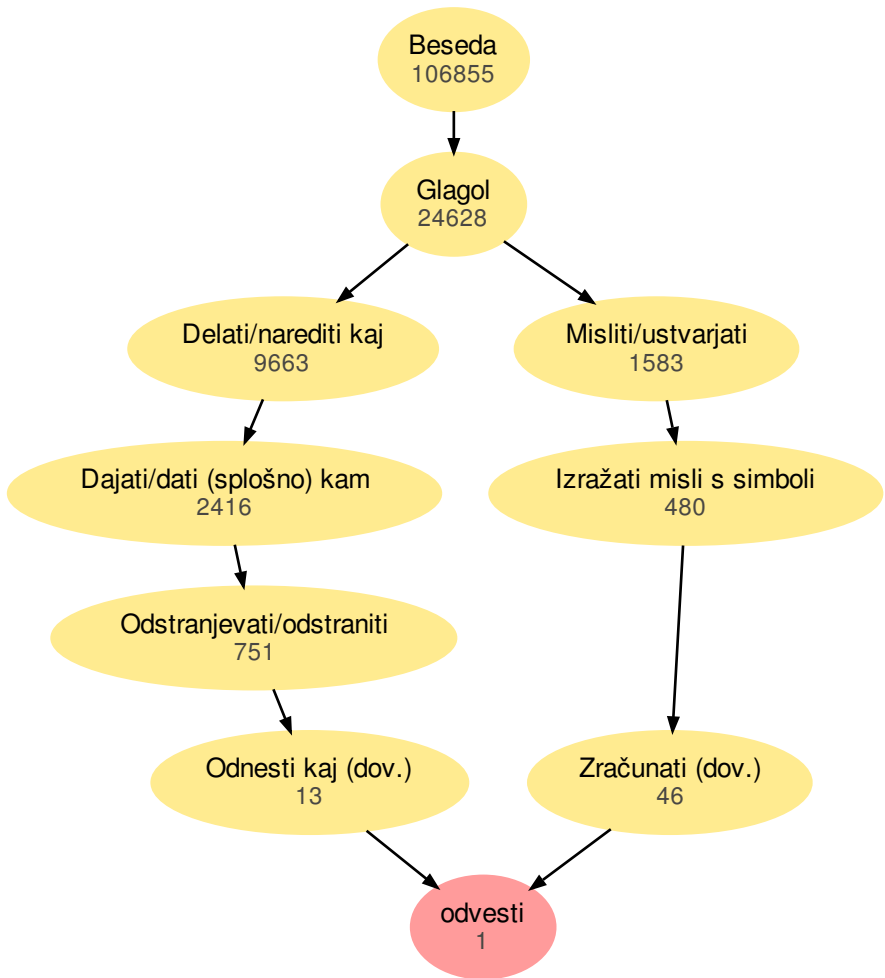 Beseda
106855
Glagol
24628
Delati/narediti kaj
9663
Misliti/ustvarjati
1583
Dajati/dati (splošno) kam
2416
Izražati misli s simboli
480
Odstranjevati/odstraniti
751
Odnesti kaj (dov.)
13
Zračunati (dov.)
46
odvesti
1